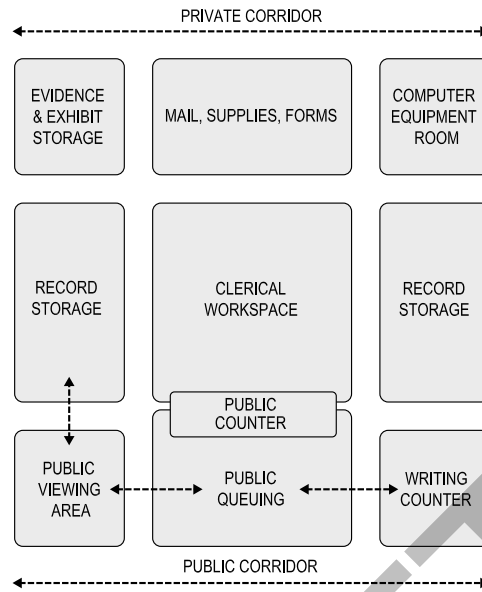 PRIVATE CORRIDOR
EVIDENCE
& EXHIBIT
STORAGE
MAIL, SUPPLIES, FORMS
COMPUTER
EQUIPMENT
ROOM
RECORD
STORAGE
CLERICAL
WORKSPACE
RECORD
STORAGE
PUBLIC
COUNTER
PUBLIC
VIEWING
AREA
PUBLIC
QUEUING
WRITING
COUNTER
PUBLIC CORRIDOR